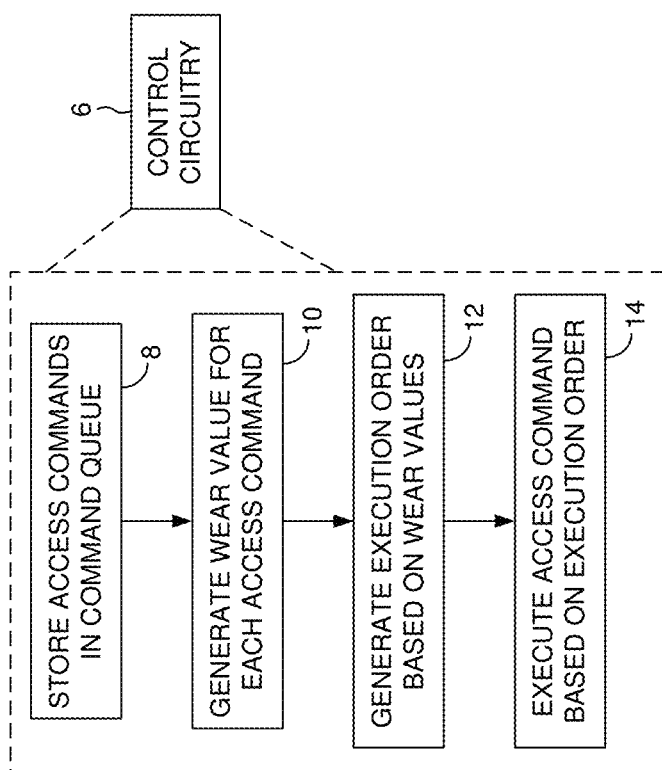 6
CONTROL
CIRCUITRY
STORE ACCESS COMMANDS
IN COMMAND QUEUE
8
GENERATE WEAR VALUE FOR
EACH ACCESS COMMAND
10
GENERATE EXECUTION ORDER
BASED ON WEAR VALUES
12
EXECUTE ACCESS COMMAND
BASED ON EXECUTION ORDER
14